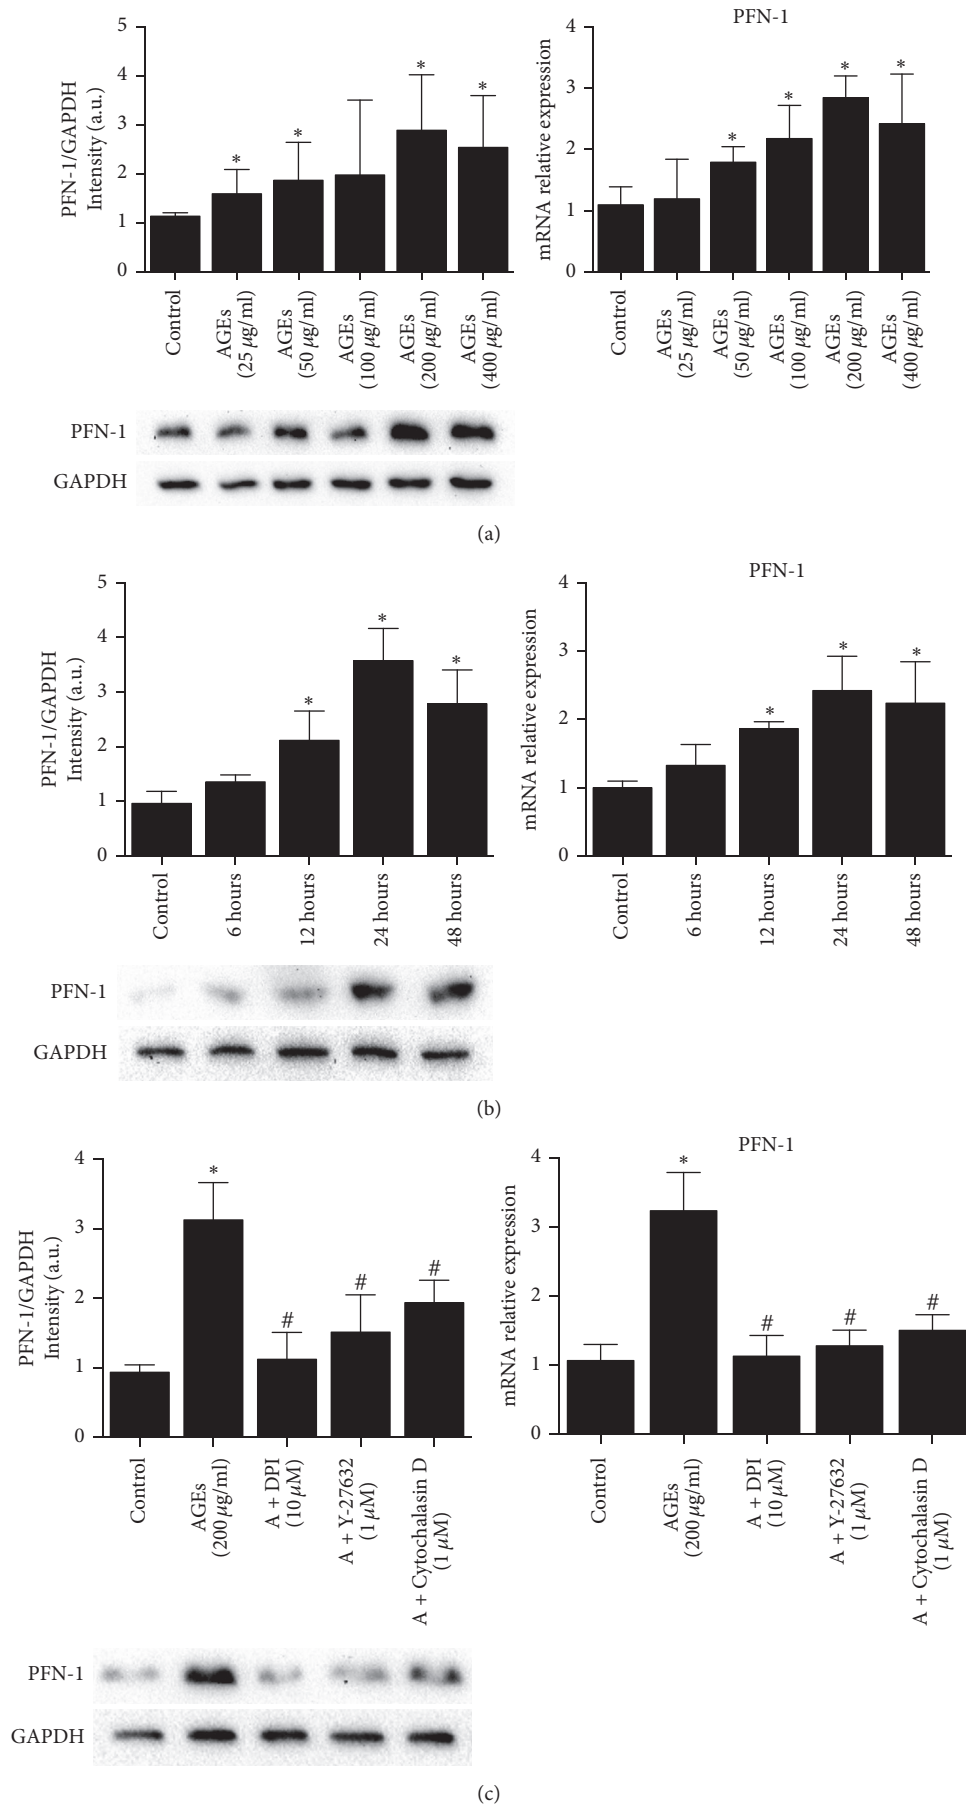 5
4
3
2
1
0
PFN-1/GAPDH
Intensity (a.u.)
*
*
*
*
Control
AGEs
(25 μg/ml)
AGEs
(50 μg/ml)
AGEs
(100 μg/ml)
AGEs
(200 μg/ml)
AGEs
(400 μg/ml)
PFN-1
4
3
2
1
0
mRNA relative expression
*
*
*
*
Control
AGEs
(25 μg/ml)
AGEs
(50 μg/ml)
AGEs
(100 μg/ml)
AGEs
(200 μg/ml)
AGEs
(400 μg/ml)
PFN-1
GAPDH
(a)
5
4
3
2
1
0
PFN-1/GAPDH
Intensity (a.u.)
*
*
*
Control
6 hours
12 hours
24 hours
48 hours
PFN-1
4
3
2
1
0
mRNA relative expression
*
*
*
Control
6 hours
12 hours
24 hours
48 hours
PFN-1
GAPDH
(b)
4
3
2
1
0
PFN-1/GAPDH
Intensity (a.u.)
*
#
#
#
Control
AGEs
(200 μg/ml)
A + DPI
(10 μM)
A + Y-27632
(1 μM)
A + Cytochalasin D
(1 μM)
PFN-1
4
3
2
1
0
mRNA relative expression
*
#
#
#
Control
AGEs
(200 μg/ml)
A + DPI
(10 μM)
A + Y-27632
(1 μM)
A + Cytochalasin D
(1 μM)
PFN-1
GAPDH
(c)